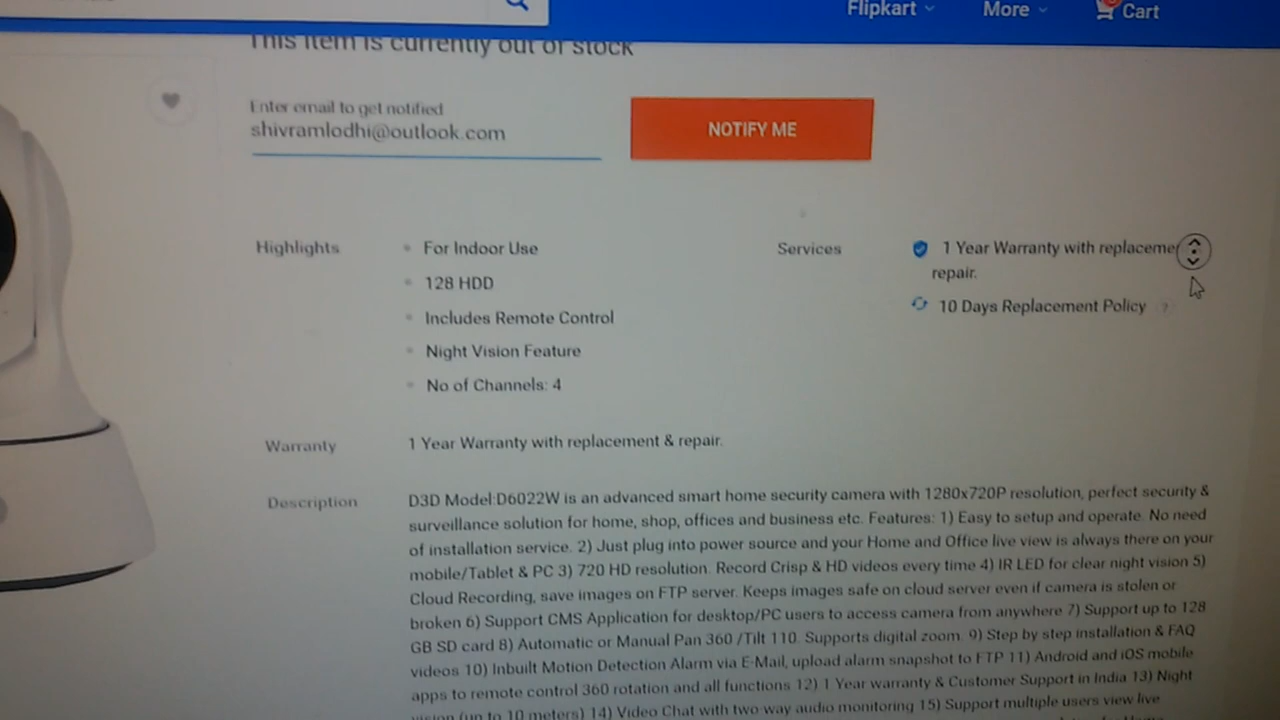 Flipkart More Cart
This item is currently out of stock
Enter email to get notified
shivramlodhi@outlook.com
NOTIFY ME
Highlights
For Indoor Use
128 HDD
Includes Remote Control
Night Vision Feature
No of Channels: 4
Services
1 Year Warranty with replaceme
repair.
10 Days Replacement Policy ?
Warranty
1 Year Warranty with replacement & repair.
Description
D3D Model:D6022W is an advanced smart home security camera with 1280x720P resolution, perfect security &
surveillance solution for home, shop, offices and business etc. Features: 1) Easy to setup and operate. No need
of installation service. 2) Just plug into power source and your Home and Office live view is always there on your
mobile/Tablet & PC 3) 720 HD resolution. Record Crisp & HD videos every time 4) IR LED for clear night vision 5)
Cloud Recording, save images on FTP server. Keeps images safe on cloud server even if camera is stolen or
broken 6) Support CMS Application for desktop/PC users to access camera from anywhere 7) Support up to 128
GB SD card 8) Automatic or Manual Pan 360 /Tilt 110. Supports digital zoom. 9) Step by step installation & FAQ
videos 10) Inbuilt Motion Detection Alarm via E-Mail, upload alarm snapshot to FTP 11) Android and iOS mobile
apps to remote control 360 rotation and all functions 12) 1 Year warranty & Customer Support in India 13) Night
vision (up to 10 meters) 14) Video Chat with two way audio monitoring 15) Support multiple users view live